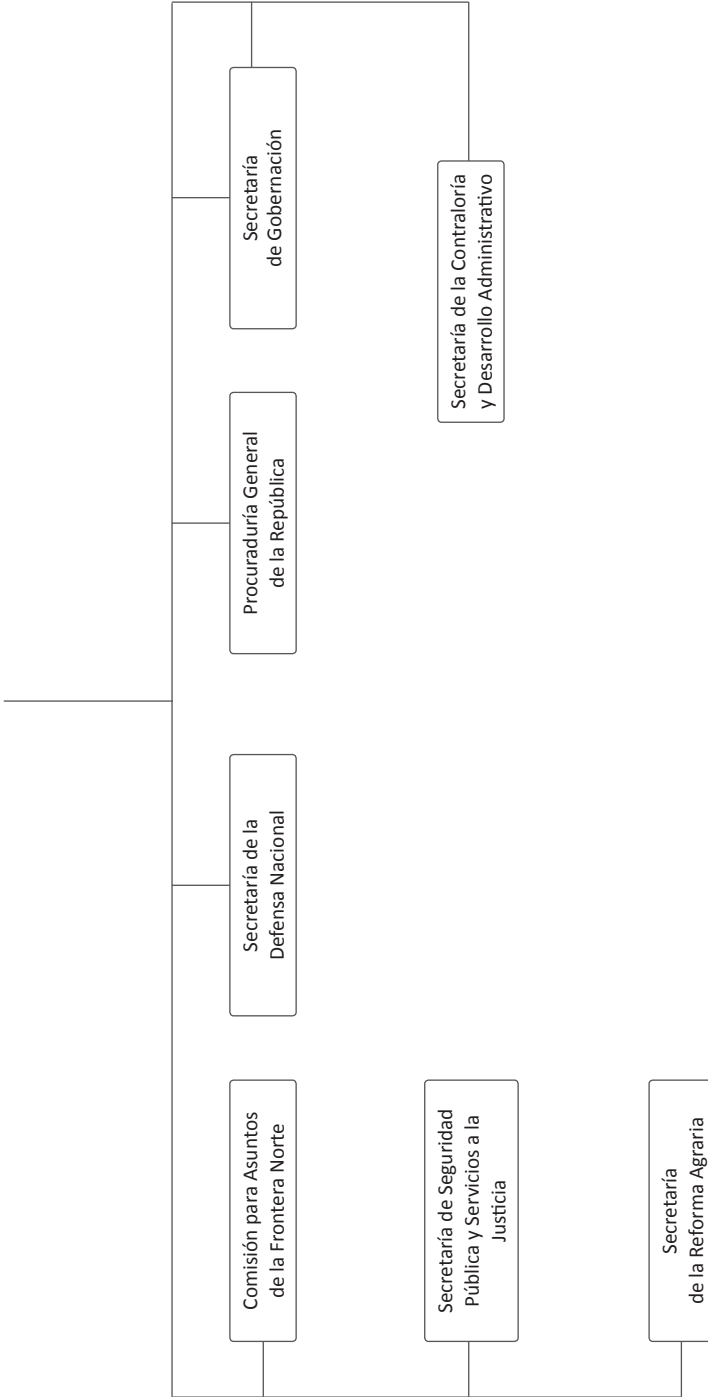 Comisión para Asuntos
de la Frontera Norte
Secretaría de la
Defensa Nacional
Procuraduría General
de la República
Secretaría
de Gobernación
Secretaría de Seguridad
Pública y Servicios a la
Justicia
Secretaría de la Contraloría
y Desarrollo Administrativo
Secretaría
de la Reforma Agraria